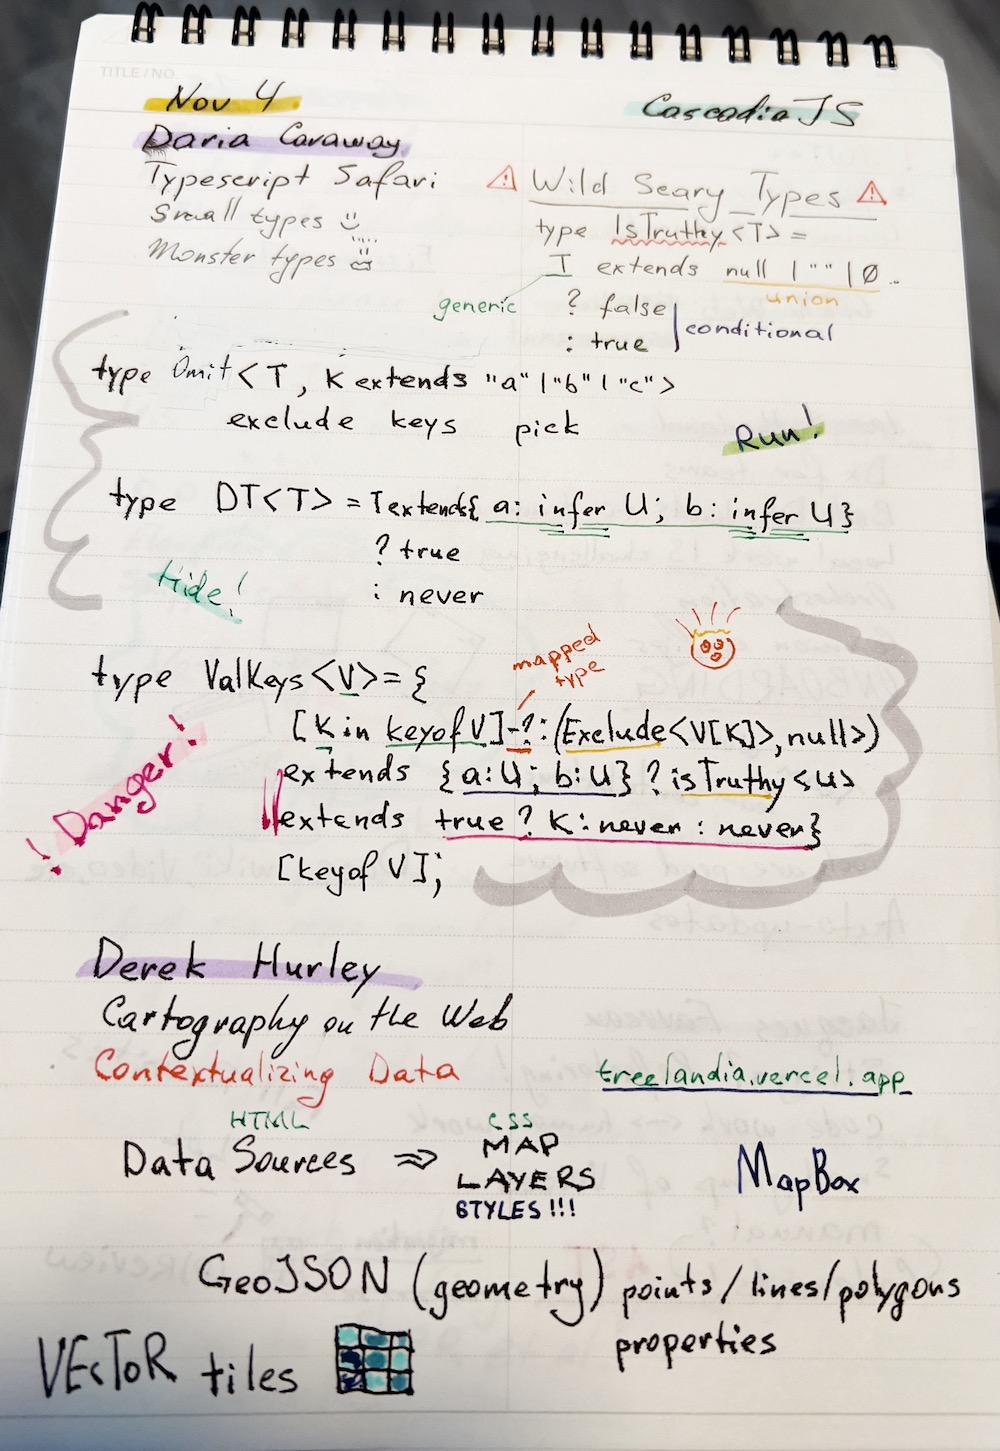 TITLE/NO.
Nov 4
CascadiaJS
Daria Caraway
Typescript Safari
Small types
Monster types
Wild Scary Types
type IsTruthy<T> =
T extends null | "" | 0
generic
union
? false
: true
conditional
type Omit<T, K extends "a" | "b" | "c">
exclude keys pick
Run!
type DT<T> = T extends{ a: infer U; b: infer U}
? true
: never
Hide!
mapped
type
type ValKeys<V>= {
[K in keyof V]-?:(Exclude<V[K]>,null>)
extends {a:U; b:U} ? isTruthy<u>
extends true? K:never : never}
[keyof V];
! Danger!
Derek Hurley
Cartography on the Web
Contextualizing Data
treelandia.vercel.app
HTML
Data Sources ⇒
CSS
MAP
LAYERS
STYLES!!!
MapBox
GeoJSON (geometry) points/lines/polygons
properties
VECTOR tiles